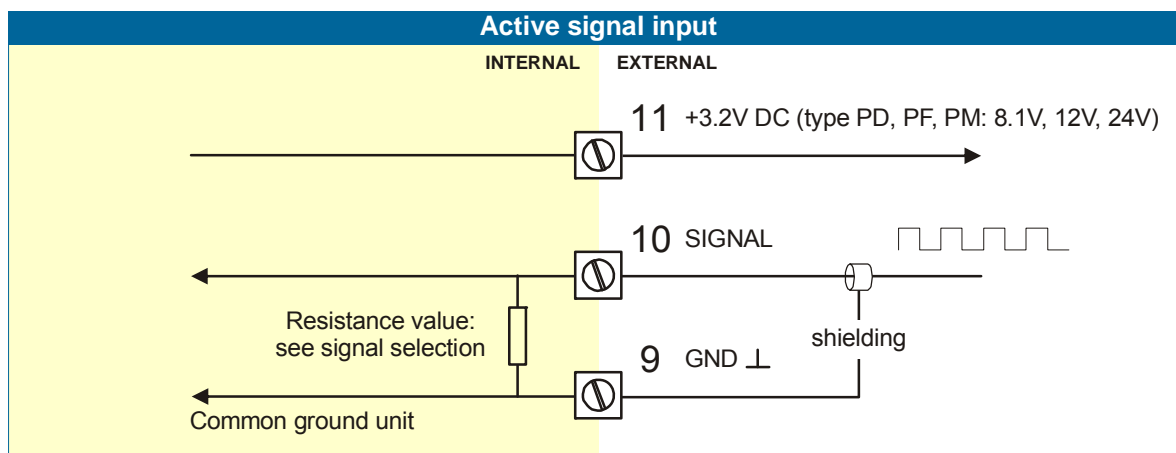 Active signal input
INTERNAL EXTERNAL
11 +3.2V DC (type PD, PF, PM: 8.1V, 12V, 24V)
10 SIGNAL
Resistance value:
see signal selection
shielding
9 GND ⊥
Common ground unit